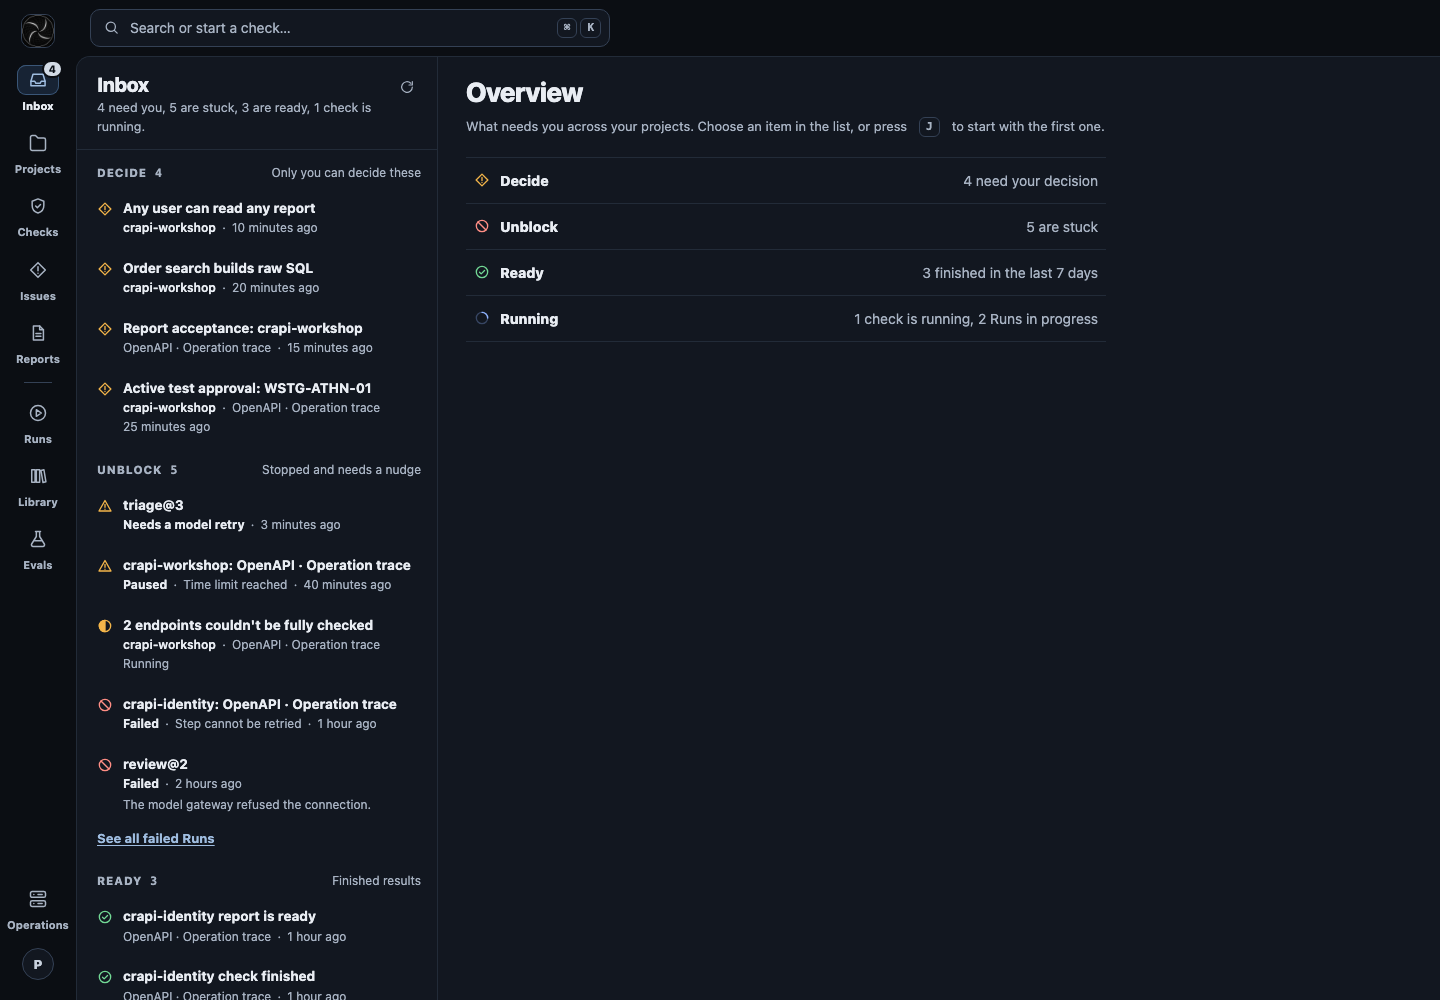 Search or start a check...
⌘ K
4
Inbox
Projects
Checks
Issues
Reports
Runs
Library
Evals
Operations
P
Inbox
4 need you, 5 are stuck, 3 are ready, 1 check is
running.
DECIDE 4 Only you can decide these
Any user can read any report
crapi-workshop · 10 minutes ago
Order search builds raw SQL
crapi-workshop · 20 minutes ago
Report acceptance: crapi-workshop
OpenAPI · Operation trace · 15 minutes ago
Active test approval: WSTG-ATHN-01
crapi-workshop · OpenAPI · Operation trace
25 minutes ago
UNBLOCK 5 Stopped and needs a nudge
triage@3
Needs a model retry · 3 minutes ago
crapi-workshop: OpenAPI · Operation trace
Paused · Time limit reached · 40 minutes ago
2 endpoints couldn't be fully checked
crapi-workshop · OpenAPI · Operation trace
Running
crapi-identity: OpenAPI · Operation trace
Failed · Step cannot be retried · 1 hour ago
review@2
Failed · 2 hours ago
The model gateway refused the connection.
See all failed Runs
READY 3 Finished results
crapi-identity report is ready
OpenAPI · Operation trace · 1 hour ago
crapi-identity check finished
OpenAPI · Operation trace · 1 hour ago
Overview
What needs you across your projects. Choose an item in the list, or press J to start with the first one.
Decide 4 need your decision
Unblock 5 are stuck
Ready 3 finished in the last 7 days
Running 1 check is running, 2 Runs in progress